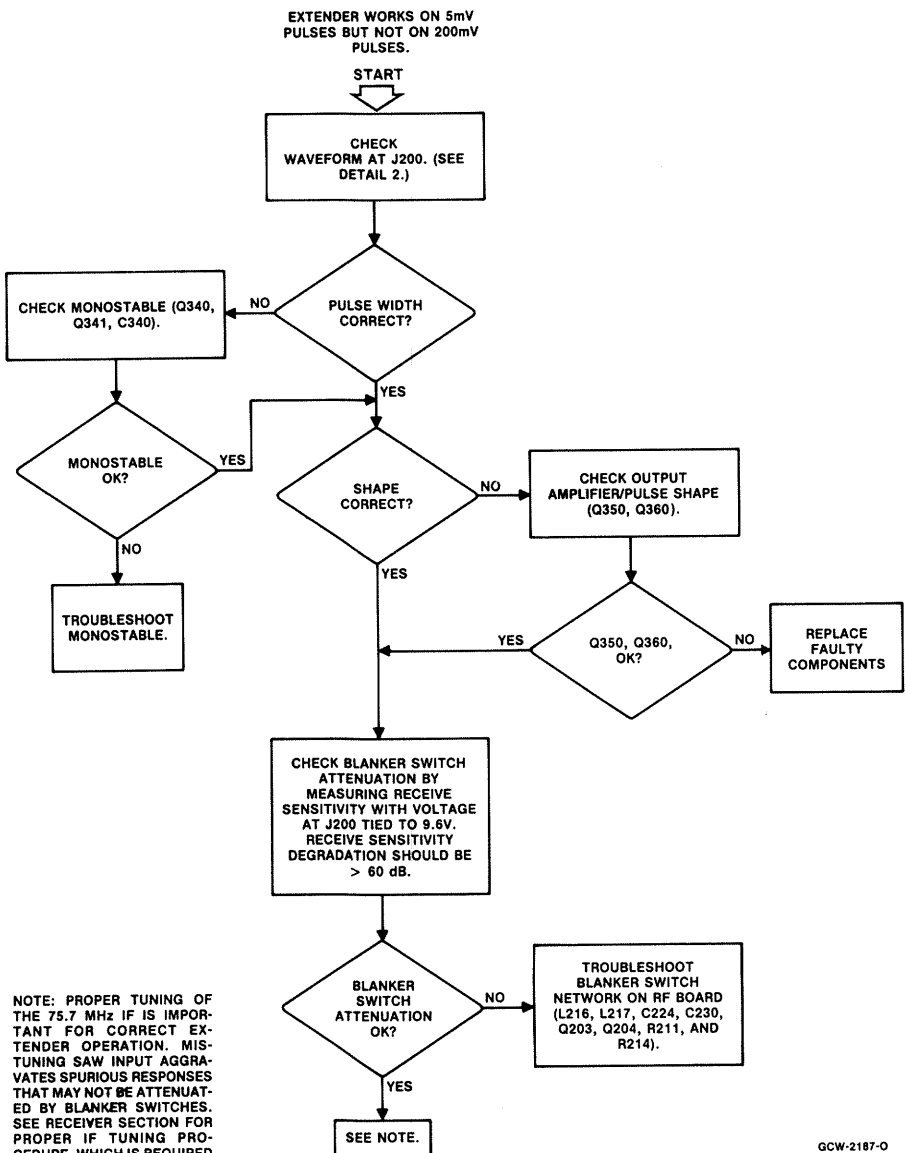 EXTENDER WORKS ON 5mV
PULSES BUT NOT ON 200mV
PULSES.
START
CHECK
WAVEFORM AT J200. (SEE
DETAIL 2.)
PULSE WIDTH
CORRECT?
NO
CHECK MONOSTABLE (Q340,
Q341, C340).
YES
MONOSTABLE
OK?
YES
NO
TROUBLESHOOT
MONOSTABLE.
SHAPE
CORRECT?
NO
CHECK OUTPUT
AMPLIFIER/PULSE SHAPE
(Q350, Q360).
YES
Q350, Q360,
OK?
YES
NO
REPLACE
FAULTY
COMPONENTS
CHECK BLANKER SWITCH
ATTENUATION BY
MEASURING RECEIVE
SENSITIVITY WITH VOLTAGE
AT J200 TIED TO 9.6V.
RECEIVE SENSITIVITY
DEGRADATION SHOULD BE
> 60 dB.
BLANKER
SWITCH
ATTENUATION
OK?
NO
TROUBLESHOOT
BLANKER SWITCH
NETWORK ON RF BOARD
(L216, L217, C224, C230,
Q203, Q204, R211, AND
R214).
YES
SEE NOTE.
NOTE: PROPER TUNING OF
THE 75.7 MHz IF IS IMPOR-
TANT FOR CORRECT EX-
TENDER OPERATION. MIS-
TUNING SAW INPUT AGGRA-
VATES SPURIOUS RESPONSES
THAT MAY NOT BE ATTENUAT-
ED BY BLANKER SWITCHES.
SEE RECEIVER SECTION FOR
PROPER IF TUNING PRO-
CEDURE, WHICH IS REQUIRED
GCW-2187-O